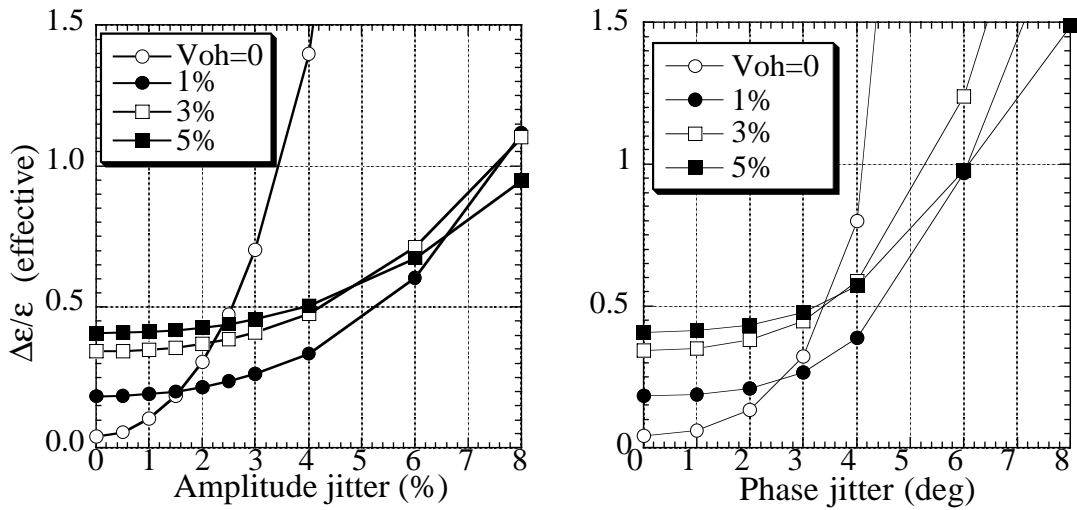 1.5
1.0
0.5
0.0
Δε/ε (effective)
Voh=0
1%
3%
5%
0 1 2 3 4 5 6 7 8
Amplitude jitter (%)
1.5
1
0.5
0
Voh=0
1%
3%
5%
0 1 2 3 4 5 6 7 8
Phase jitter (deg)